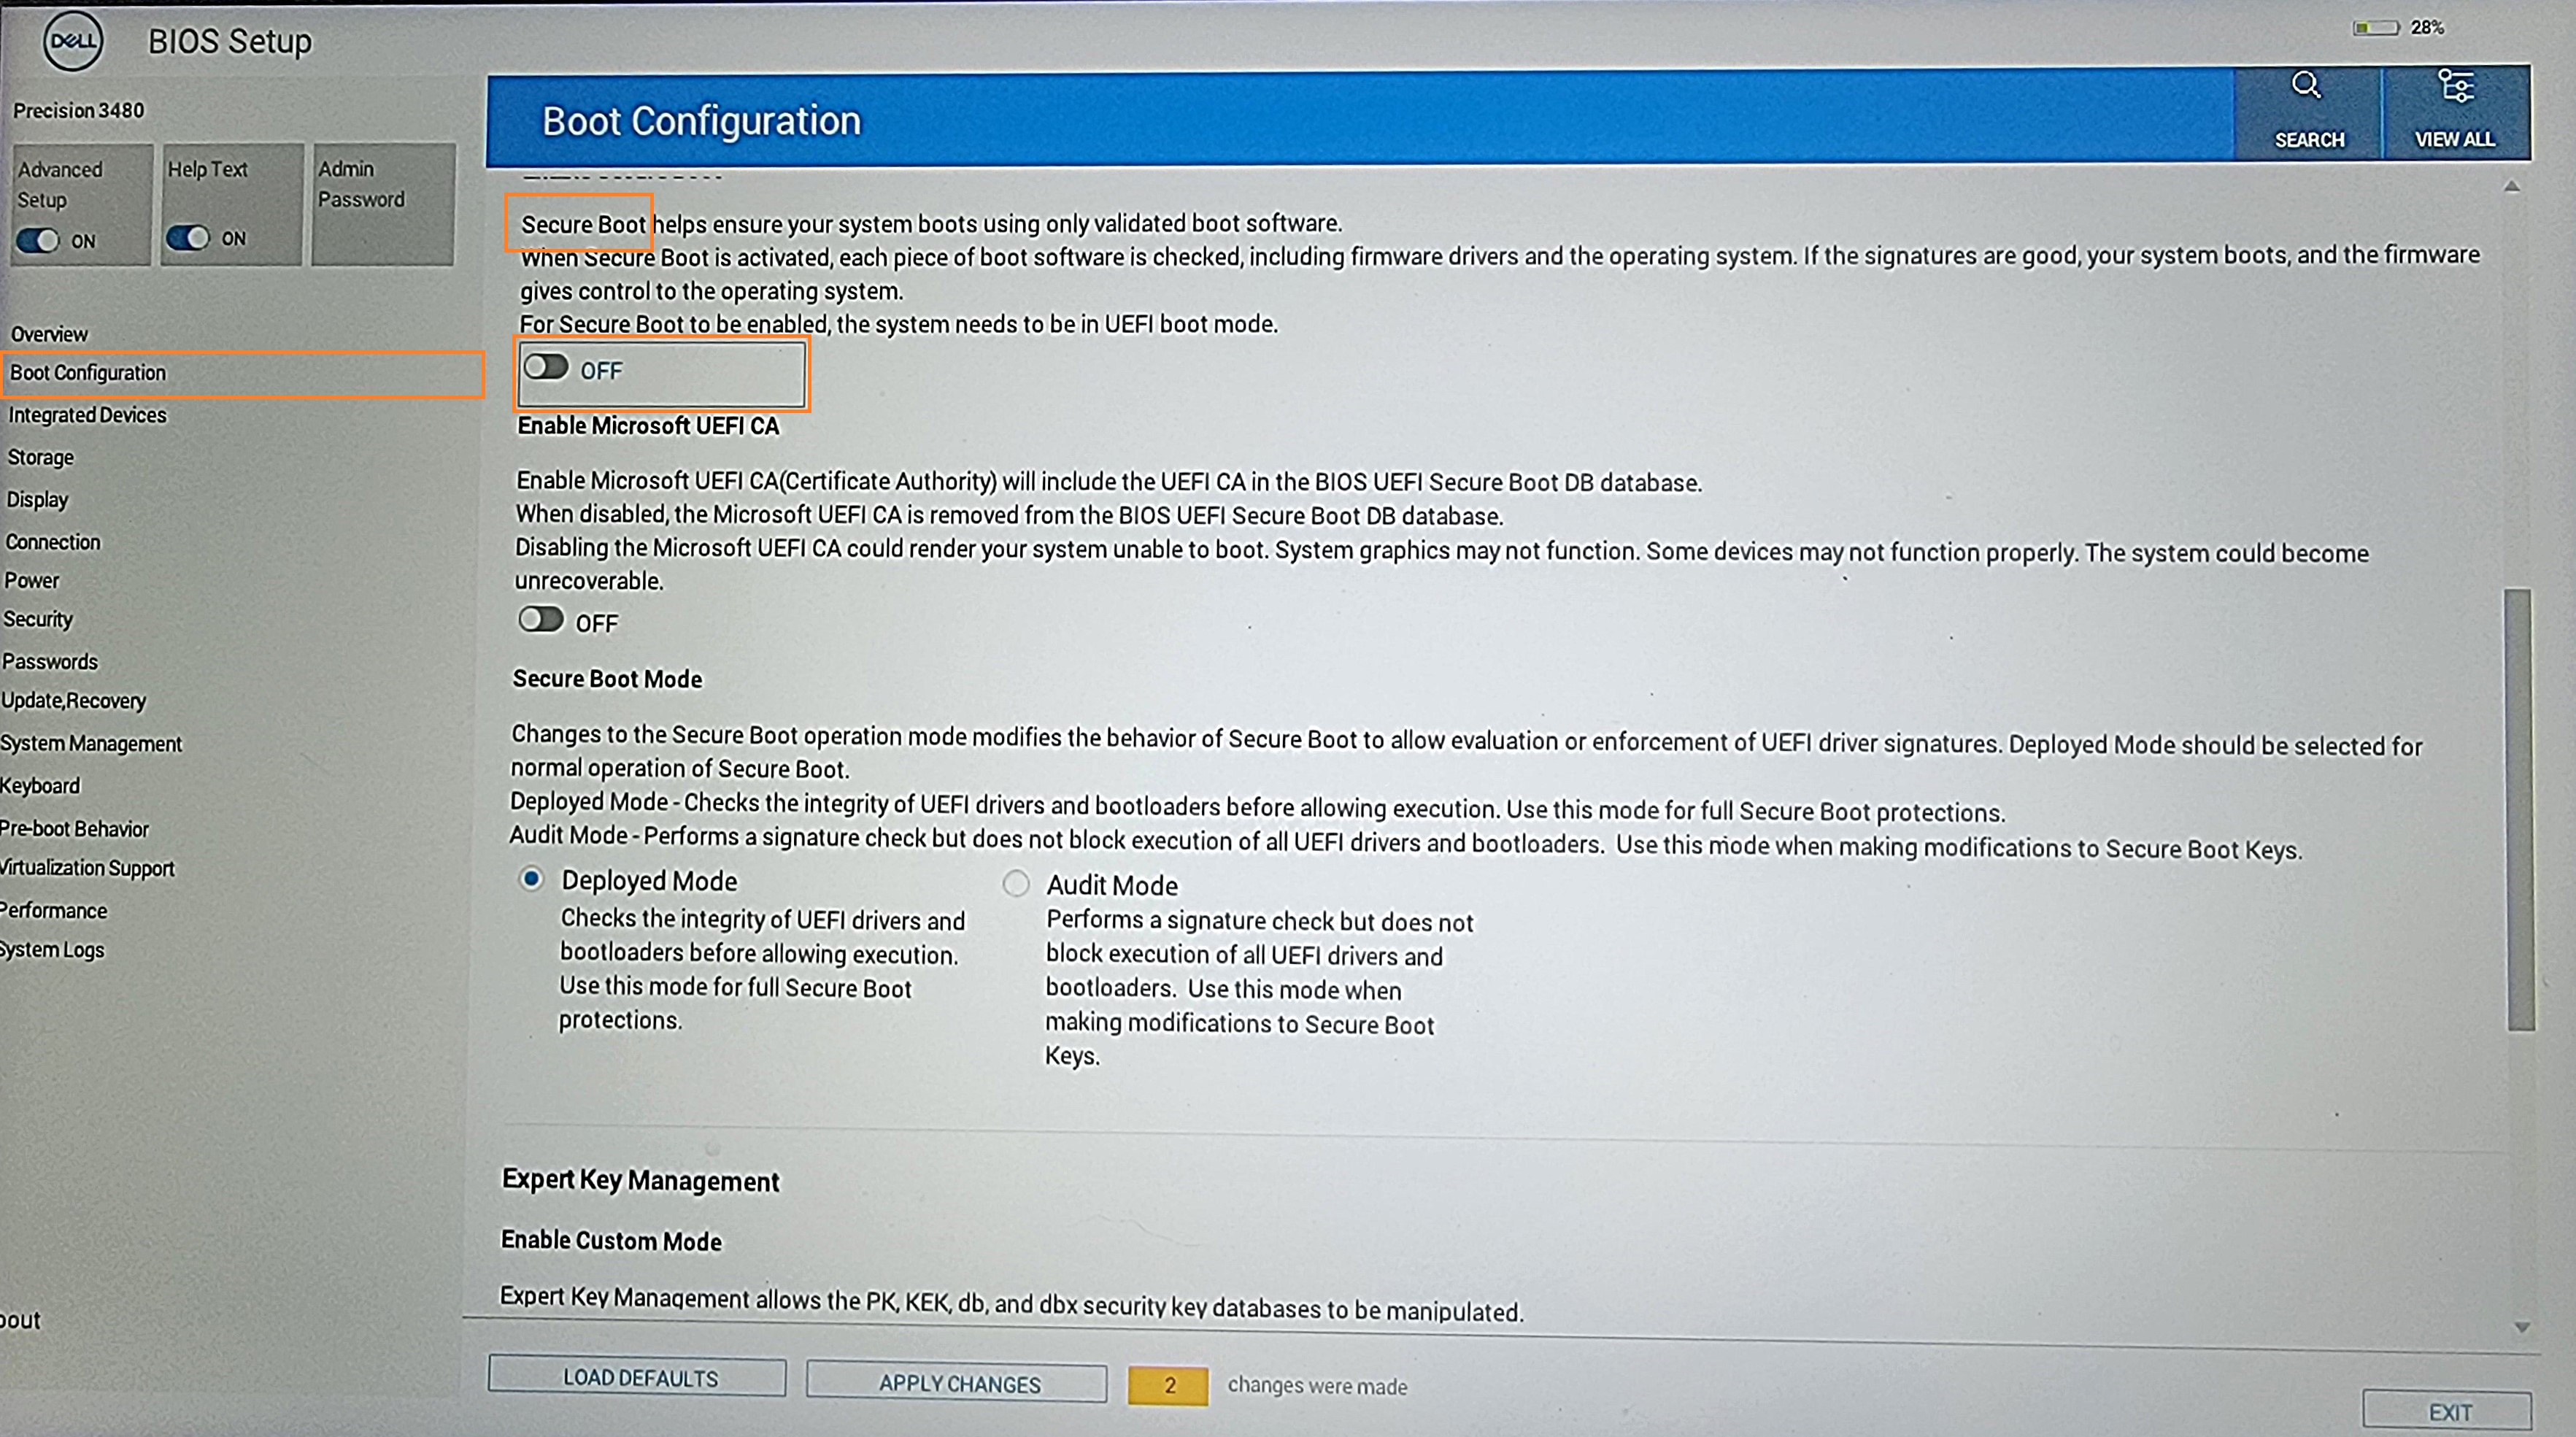 DELL
BIOS Setup
28%
Precision 3480
Advanced
Setup
ON
Help Text
ON
Admin
Password
Overview
Boot Configuration
Integrated Devices
Storage
Display
Connection
Power
Security
Passwords
Update,Recovery
System Management
Keyboard
Pre-boot Behavior
Virtualization Support
Performance
System Logs
bout
Boot Configuration
SEARCH
VIEW ALL
Secure Boot helps ensure your system boots using only validated boot software.
When Secure Boot is activated, each piece of boot software is checked, including firmware drivers and the operating system. If the signatures are good, your system boots, and the firmware
gives control to the operating system.
For Secure Boot to be enabled, the system needs to be in UEFI boot mode.
OFF
Enable Microsoft UEFI CA
Enable Microsoft UEFI CA(Certificate Authority) will include the UEFI CA in the BIOS UEFI Secure Boot DB database.
When disabled, the Microsoft UEFI CA is removed from the BIOS UEFI Secure Boot DB database.
Disabling the Microsoft UEFI CA could render your system unable to boot. System graphics may not function. Some devices may not function properly. The system could become
unrecoverable.
OFF
Secure Boot Mode
Changes to the Secure Boot operation mode modifies the behavior of Secure Boot to allow evaluation or enforcement of UEFI driver signatures. Deployed Mode should be selected for
normal operation of Secure Boot.
Deployed Mode - Checks the integrity of UEFI drivers and bootloaders before allowing execution. Use this mode for full Secure Boot protections.
Audit Mode - Performs a signature check but does not block execution of all UEFI drivers and bootloaders. Use this mode when making modifications to Secure Boot Keys.
Deployed Mode
Checks the integrity of UEFI drivers and
bootloaders before allowing execution.
Use this mode for full Secure Boot
protections.
Audit Mode
Performs a signature check but does not
block execution of all UEFI drivers and
bootloaders. Use this mode when
making modifications to Secure Boot
Keys.
Expert Key Management
Enable Custom Mode
Expert Key Management allows the PK, KEK, db, and dbx security key databases to be manipulated.
LOAD DEFAULTS
APPLY CHANGES
2
changes were made
EXIT